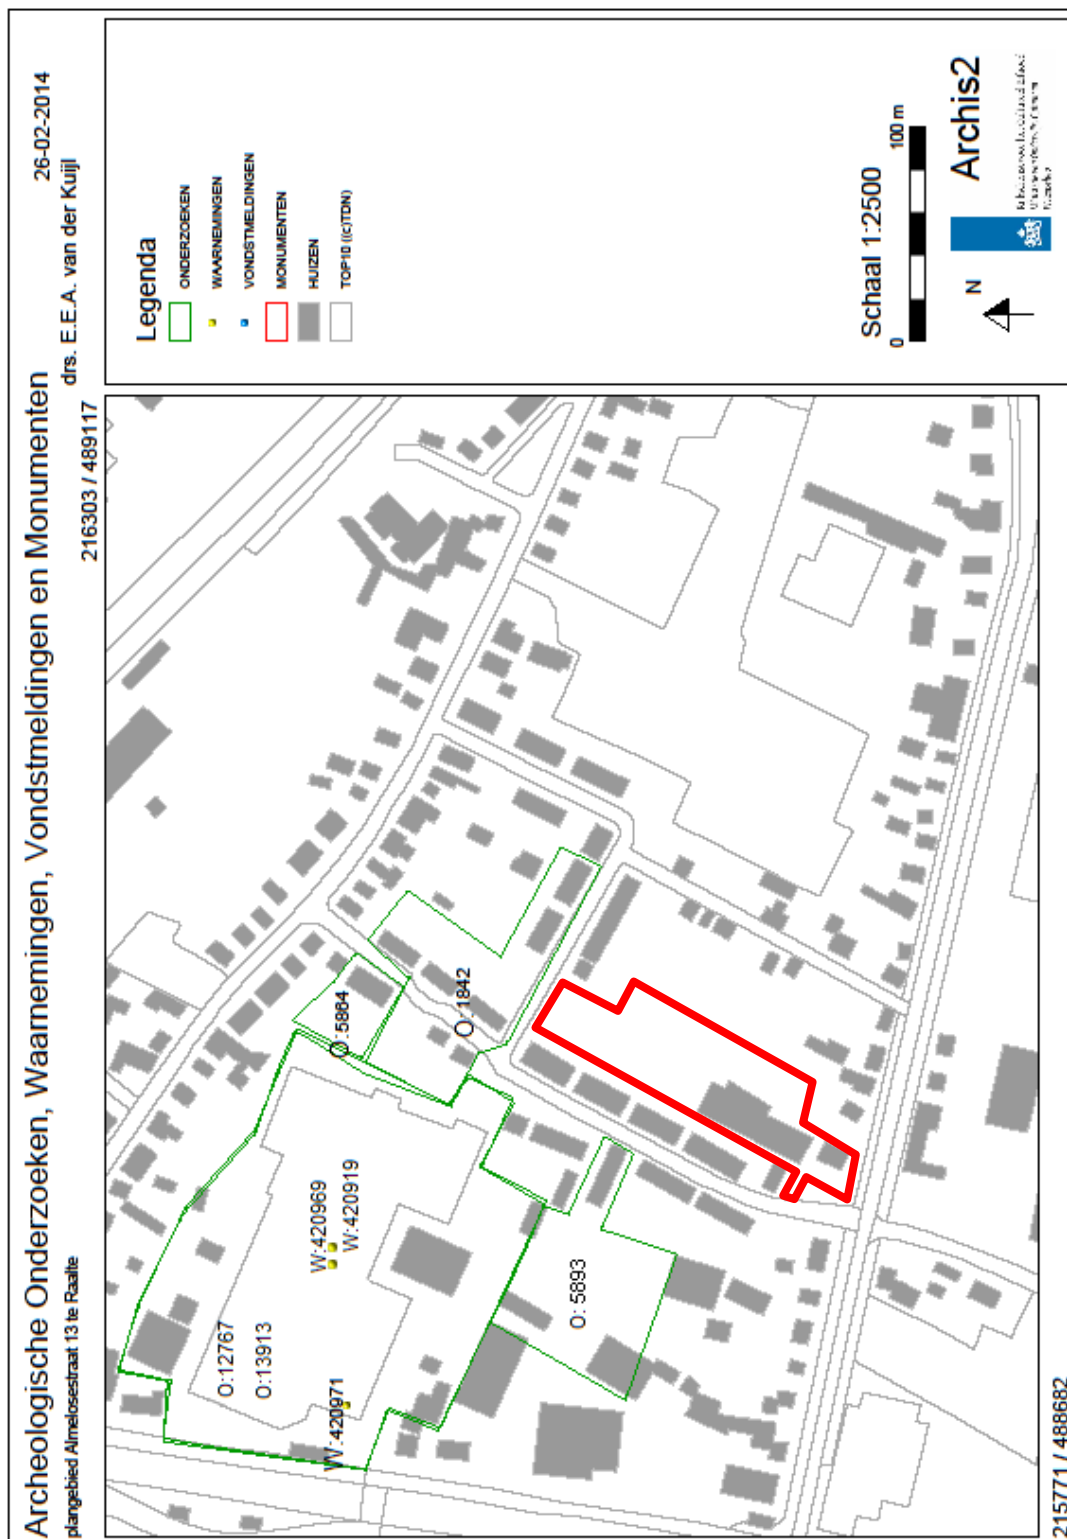 Archeologische Onderzoeken, Waarnemingen, Vondstmeldingen en Monumenten
26-02-2014
plangebied Almelosestraat 13 te Raalte
drs. E.E.A. van der Kuijl
216303 / 489117
O:5864
O:1842
W:420969
W:420919
O:12767
O:13913
W:420971
O: 5893
215771 / 488682
Legenda
ONDERZOEKEN
WAARNEMINGEN
VONDSTMELDINGEN
MONUMENTEN
HUIZEN
TOP10 ((c)TDN)
Schaal 1:2500
0
100 m
N
Archis2